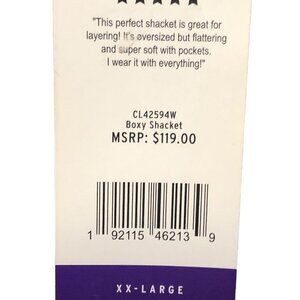 "This perfect shacket is great for
layering! It's oversized but flattering
and super soft with pockets.
I wear it with everything!"
CL42594W
Boxy Shacket
MSRP: $119.00
1 92115 46213 9
XX-LARGE